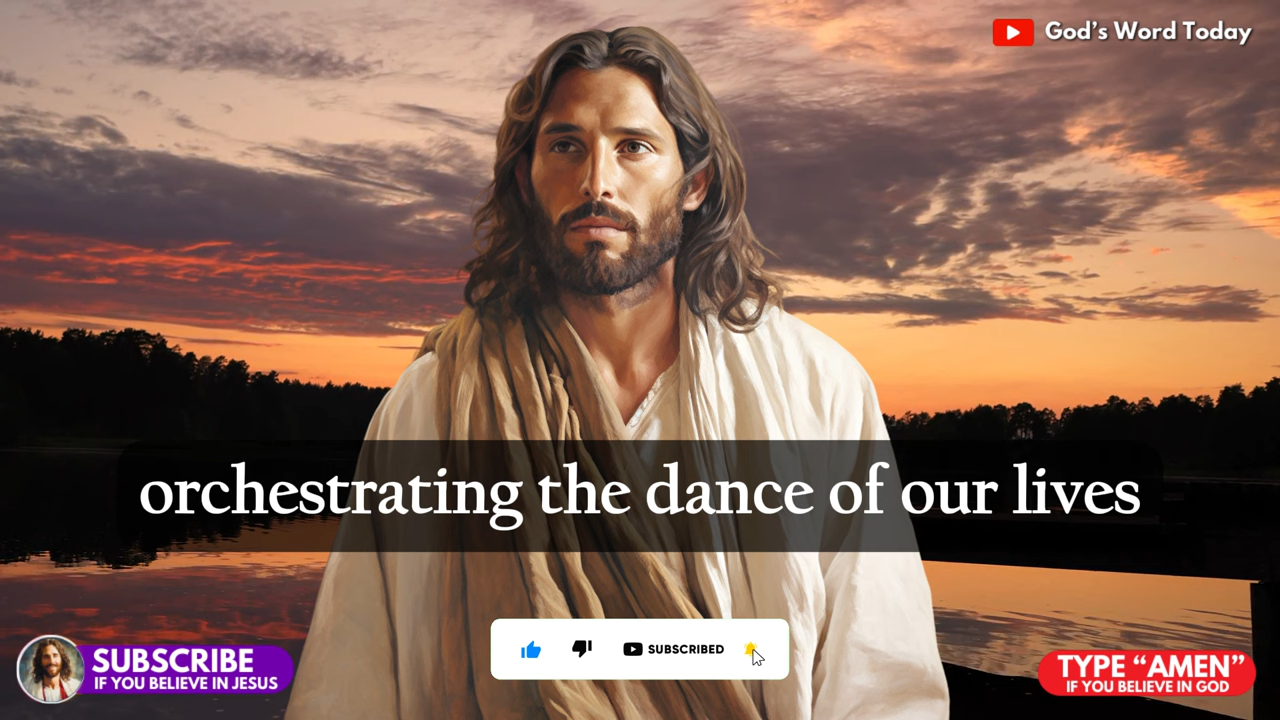 God's Word Today
orchestrating the dance of our lives
SUBSCRIBED
SUBSCRIBE
IF YOU BELIEVE IN JESUS
TYPE “AMEN”
IF YOU BELIEVE IN GOD